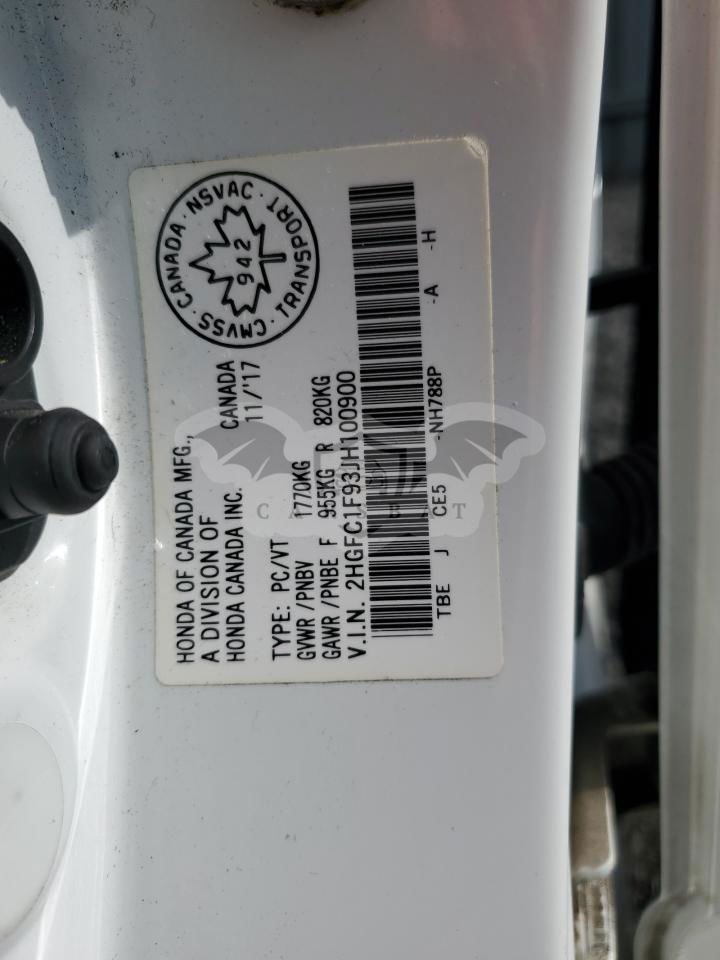 CMVSS · CANADA · NSVAC · TRANSPORT
942
HONDA OF CANADA MFG., CANADA
A DIVISION OF
HONDA CANADA INC. 11/'17
TYPE: PC/VT
GVWR/PNBV 1770KG
GAWR/PNBE F 955KG R 820KG
V.I.N. 2HGFC1F93JH100900
TBE J CE5 -NH788P -A -H